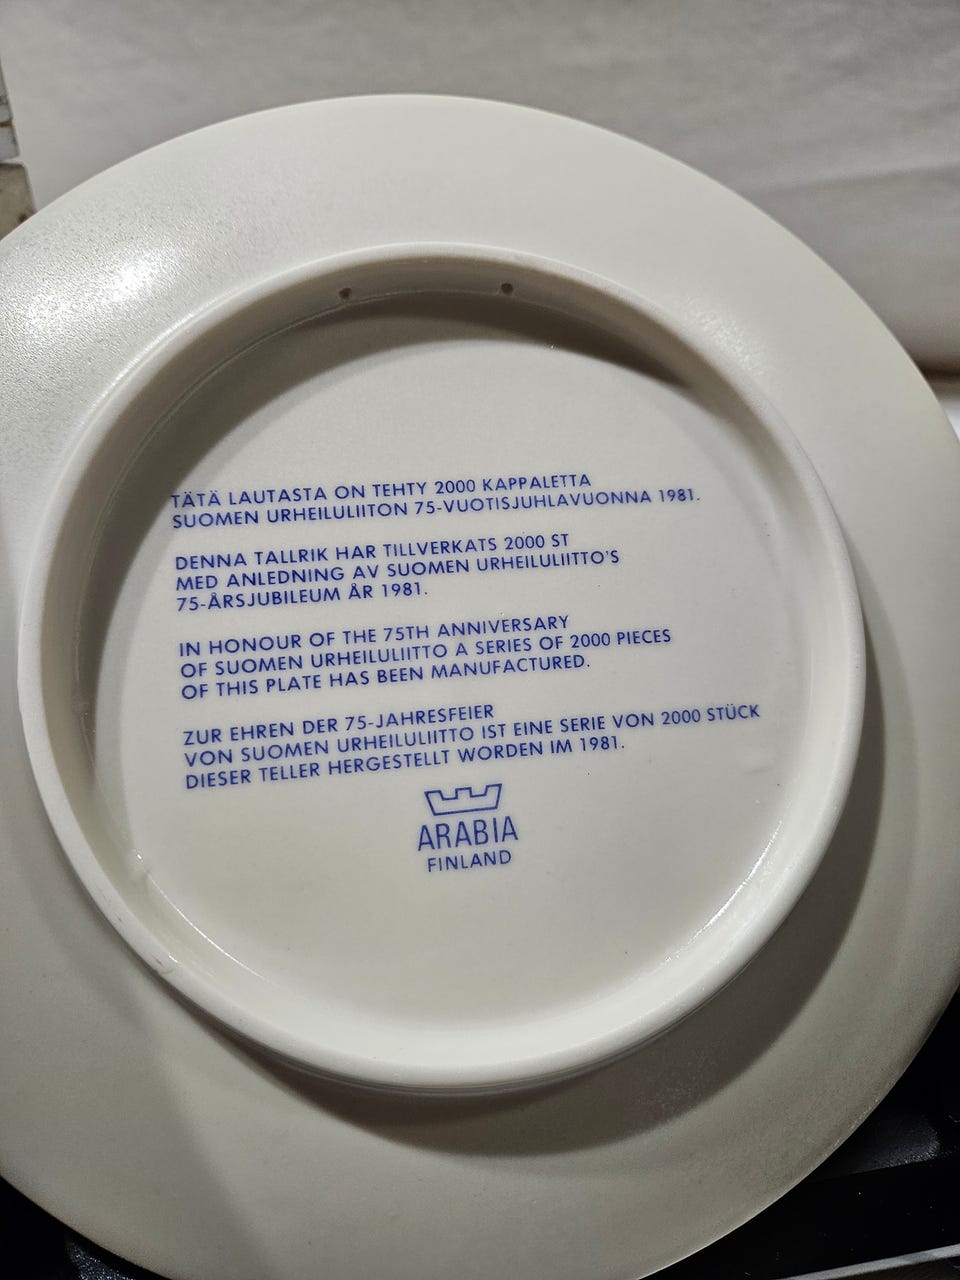 TÄTÄ LAUTASTA ON TEHTY 2000 KAPPALETTA
SUOMEN URHEILULIITON 75-VUOTISJUHLAVUONNA 1981.
DENNA TALLRIK HAR TILLVERKATS 2000 ST
MED ANLEDNING AV SUOMEN URHEILULIITTO'S
75-ÅRSJUBILEUM ÅR 1981.
IN HONOUR OF THE 75TH ANNIVERSARY
OF SUOMEN URHEILULIITTO A SERIES OF 2000 PIECES
OF THIS PLATE HAS BEEN MANUFACTURED.
ZUR EHREN DER 75-JAHRESFEIER
VON SUOMEN URHEILULIITTO IST EINE SERIE VON 2000 STÜCK
DIESER TELLER HERGESTELLT WORDEN IM 1981.
ARABIA
FINLAND